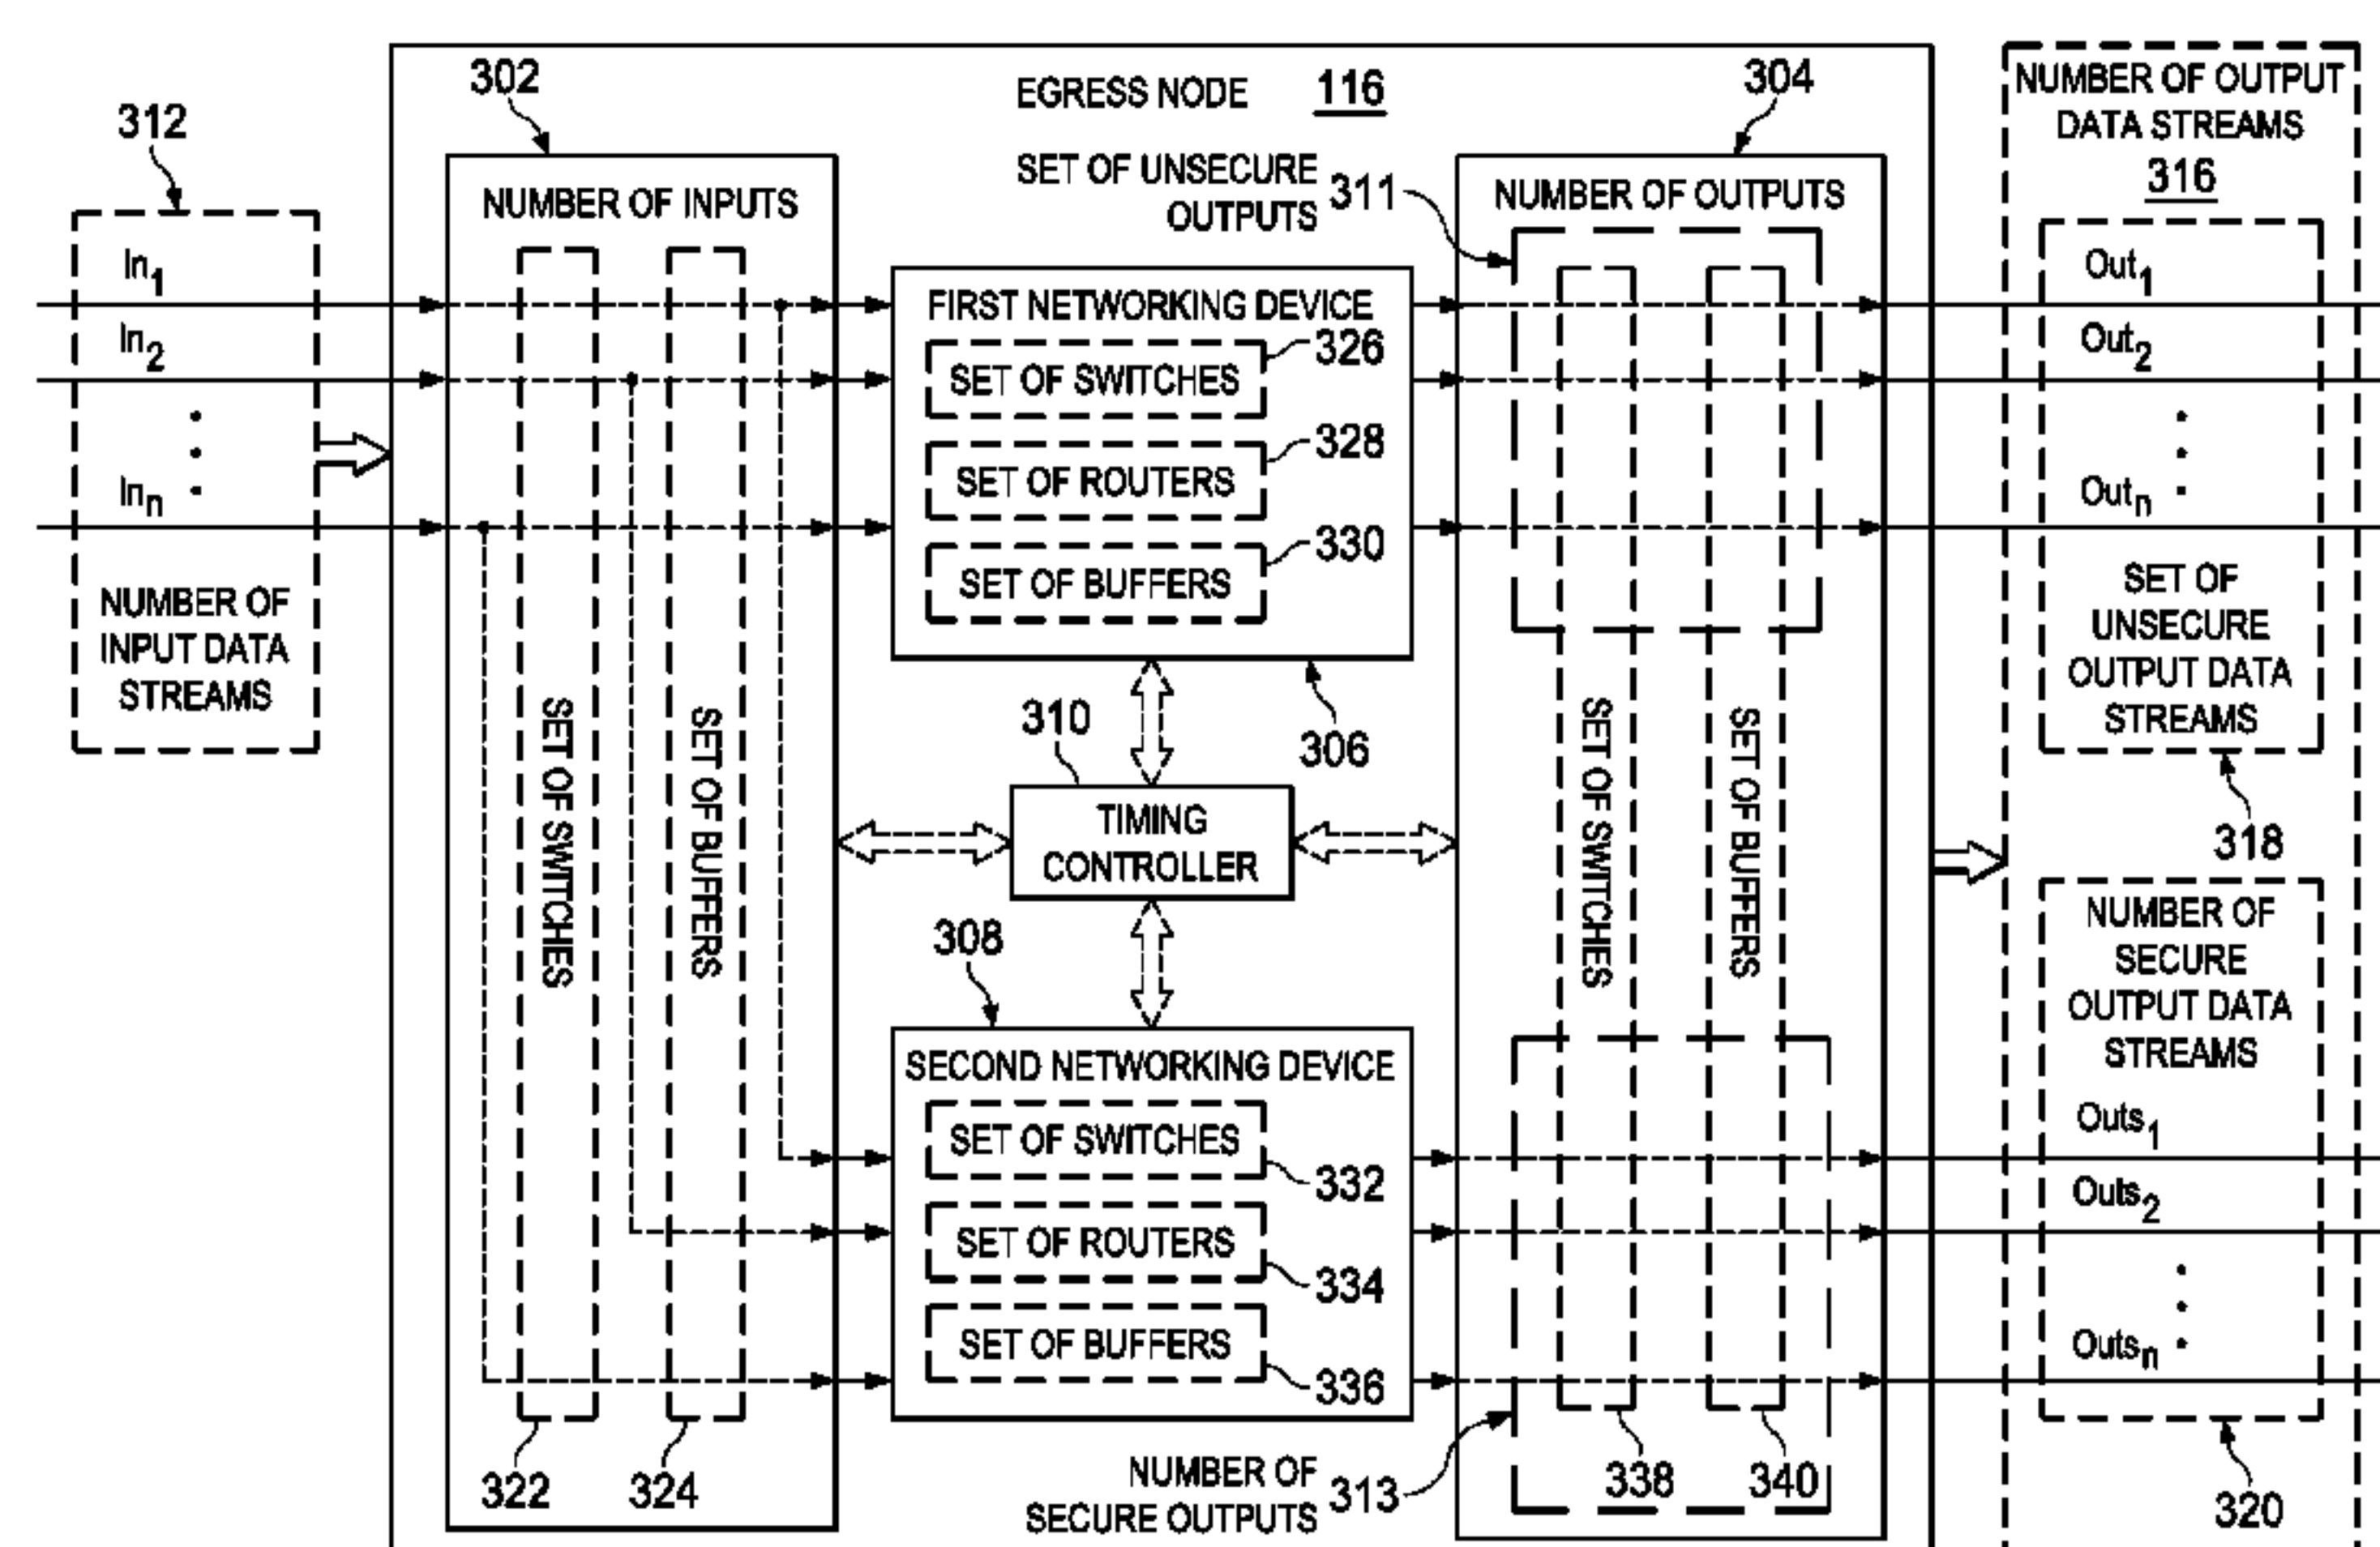 EGRESS NODE 116
312
NUMBER OF
INPUT DATA
STREAMS
In1
In2
Inn
302
NUMBER OF INPUTS
SET OF SWITCHES
SET OF BUFFERS
322
324
FIRST NETWORKING DEVICE
SET OF SWITCHES
326
SET OF ROUTERS
328
SET OF BUFFERS
330
306
310
TIMING
CONTROLLER
308
SECOND NETWORKING DEVICE
SET OF SWITCHES
332
SET OF ROUTERS
334
SET OF BUFFERS
336
SET OF UNSECURE
OUTPUTS
311
304
NUMBER OF OUTPUTS
SET OF SWITCHES
SET OF BUFFERS
338
340
NUMBER OF
SECURE OUTPUTS
313
NUMBER OF OUTPUT
DATA STREAMS
316
Out1
Out2
Outn
SET OF
UNSECURE
OUTPUT DATA
STREAMS
318
NUMBER OF
SECURE
OUTPUT DATA
STREAMS
Outs1
Outs2
Outsn
320